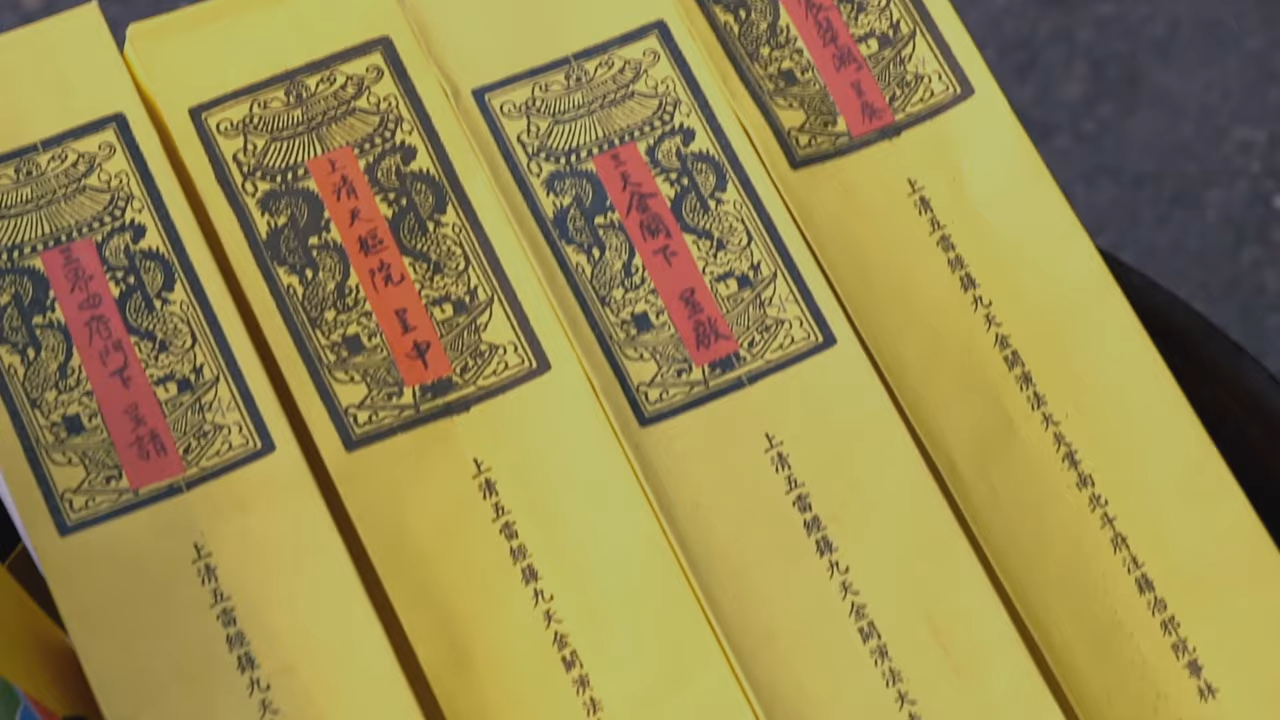 上清五雷經籙九天金闕演法大夫掌南北斗府注籍治邪院事林
三天金闕下 呈啟
上清五雷經籙九天金闕演法大夫
上清天樞院 呈申
上清五雷經籙九天金闕演法
門下 呈請
上清五雷經籙九天